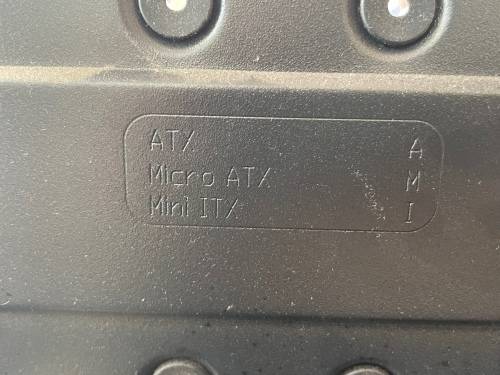 ATX A
Micro ATX M
Mini ITX I